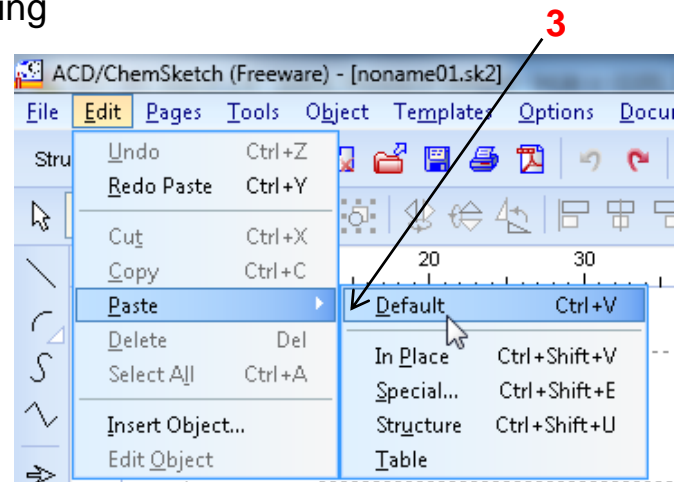 ing
3
ACD/ChemSketch (Freeware) - [noname01.sk2]
File Edit Pages Tools Object Templates Options Docu
Stru
Undo Ctrl+Z
Redo Paste Ctrl+Y
Cut Ctrl+X
Copy Ctrl+C
20 30
Paste
Default Ctrl+V
Delete Del
In Place Ctrl+Shift+V
Select All Ctrl+A
Special... Ctrl+Shift+E
Insert Object...
Structure Ctrl+Shift+U
Edit Object
Table